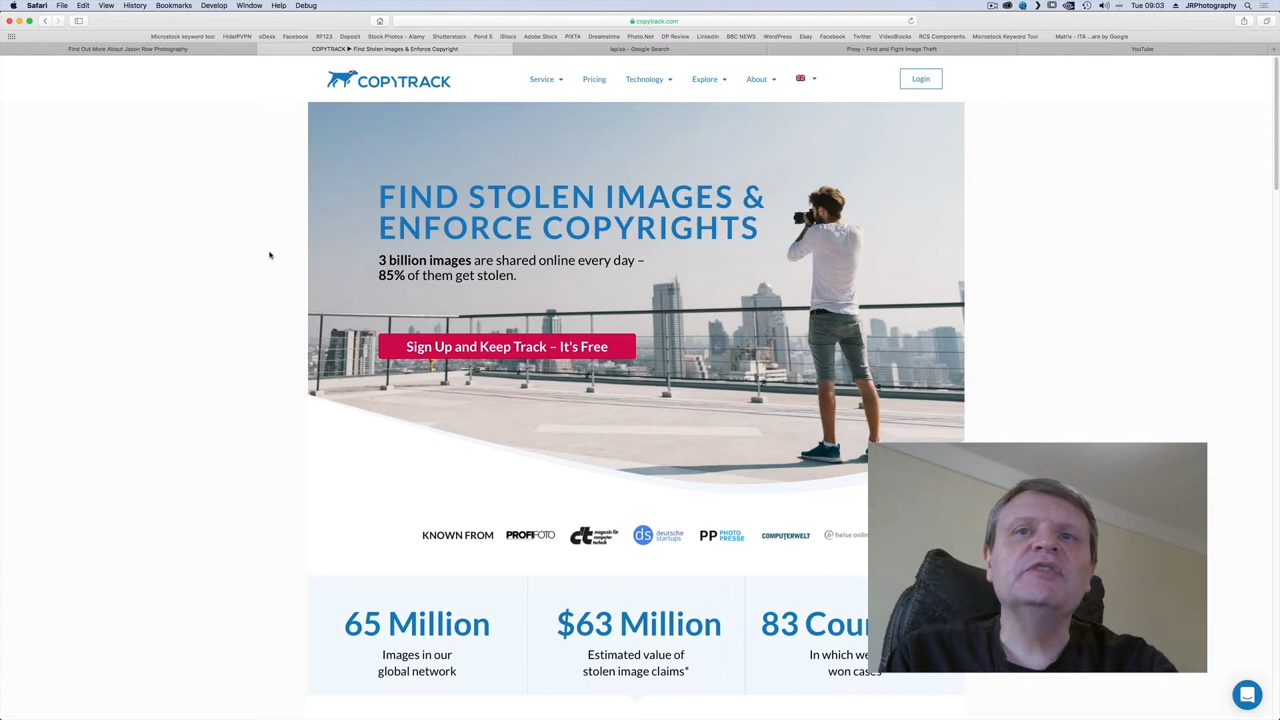 Safari File Edit View History Bookmarks Develop Window Help Debug
Tue 09:03 JRPhotography
copytrack.com
Microstock keyword tool HideIPVPN oDesk Facebook RF123 Deposit Stock Photos - Alamy Shutterstock Pond 5 iStock Adobe Stock PIXTA Dreamstime Photo.Net DP Review LinkedIn BBC NEWS WordPress Ebay Facebook Twitter VideoBlocks RCS Components Microstock Keyword Tool Matrix - ITA ...are by Google
Find Out More About Jason Row Photography
COPYTRACK ▶ Find Stolen Images & Enforce Copyright
lapixa - Google Search
Pixsy - Find and Fight Image Theft
YouTube
COPYTRACK
Service Pricing Technology Explore About
Login
FIND STOLEN IMAGES &
ENFORCE COPYRIGHTS
3 billion images are shared online every day –
85% of them get stolen.
Sign Up and Keep Track – It's Free
KNOWN FROM PROFIFOTO c't magazin für computer technik ds deutsche startups PP PHOTO PRESSE COMPUTERWELT heise onlin
65 Million
Images in our
global network
$63 Million
Estimated value of
stolen image claims*
83 Cou
In which we
won cases